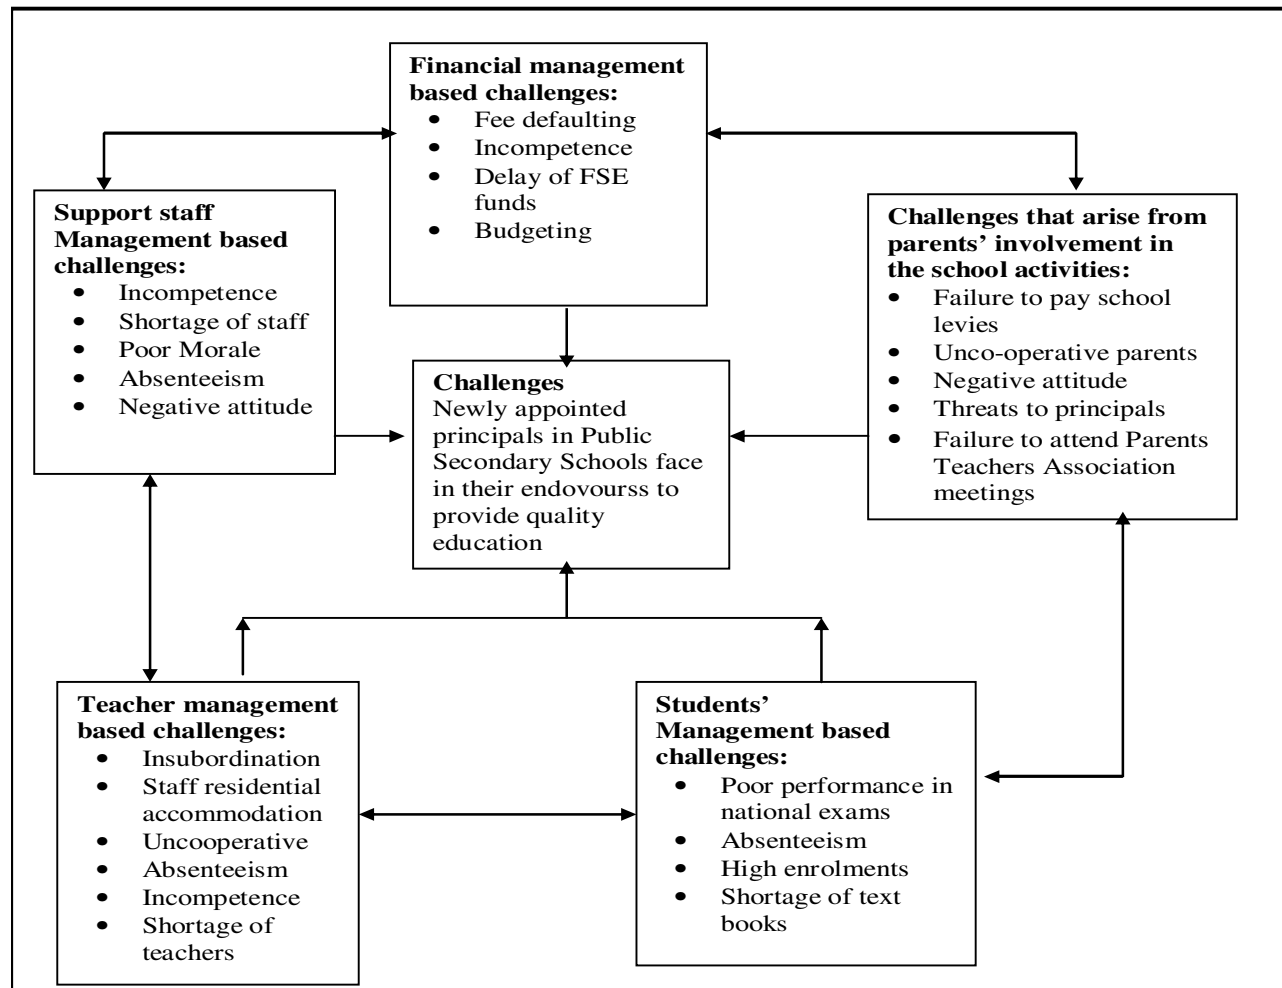 Financial management
based challenges:
• Fee defaulting
• Incompetence
• Delay of FSE
funds
• Budgeting
Support staff
Management based
challenges:
• Incompetence
• Shortage of staff
• Poor Morale
• Absenteeism
• Negative attitude
Challenges that arise from
parents’ involvement in
the school activities:
• Failure to pay school
levies
• Unco-operative parents
• Negative attitude
• Threats to principals
• Failure to attend Parents
Teachers Association
meetings
Challenges
Newly appointed
principals in Public
Secondary Schools face
in their endovourss to
provide quality
education
Teacher management
based challenges:
• Insubordination
• Staff residential
accommodation
• Uncooperative
• Absenteeism
• Incompetence
• Shortage of
teachers
Students’
Management based
challenges:
• Poor performance in
national exams
• Absenteeism
• High enrolments
• Shortage of text
books